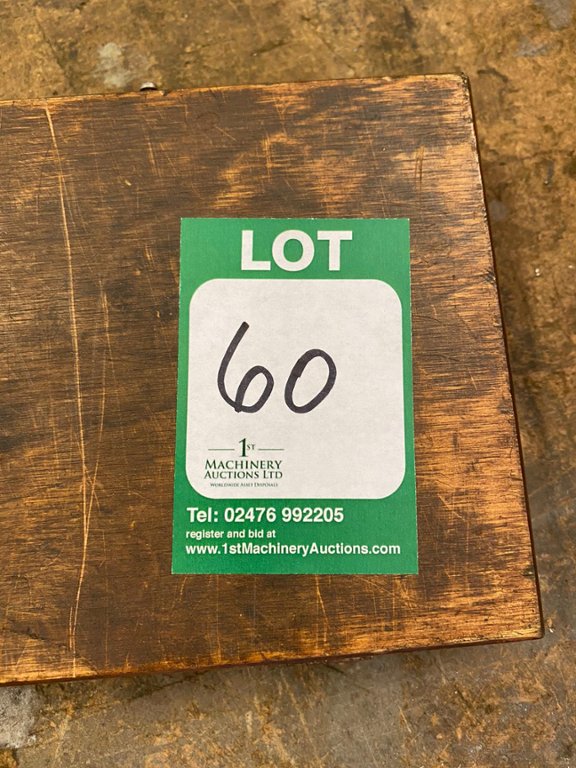 LOT
60
1ST
MACHINERY
AUCTIONS LTD
WORLDWIDE ASSET DISPOSALS
Tel: 02476 992205
register and bid at
www.1stMachineryAuctions.com